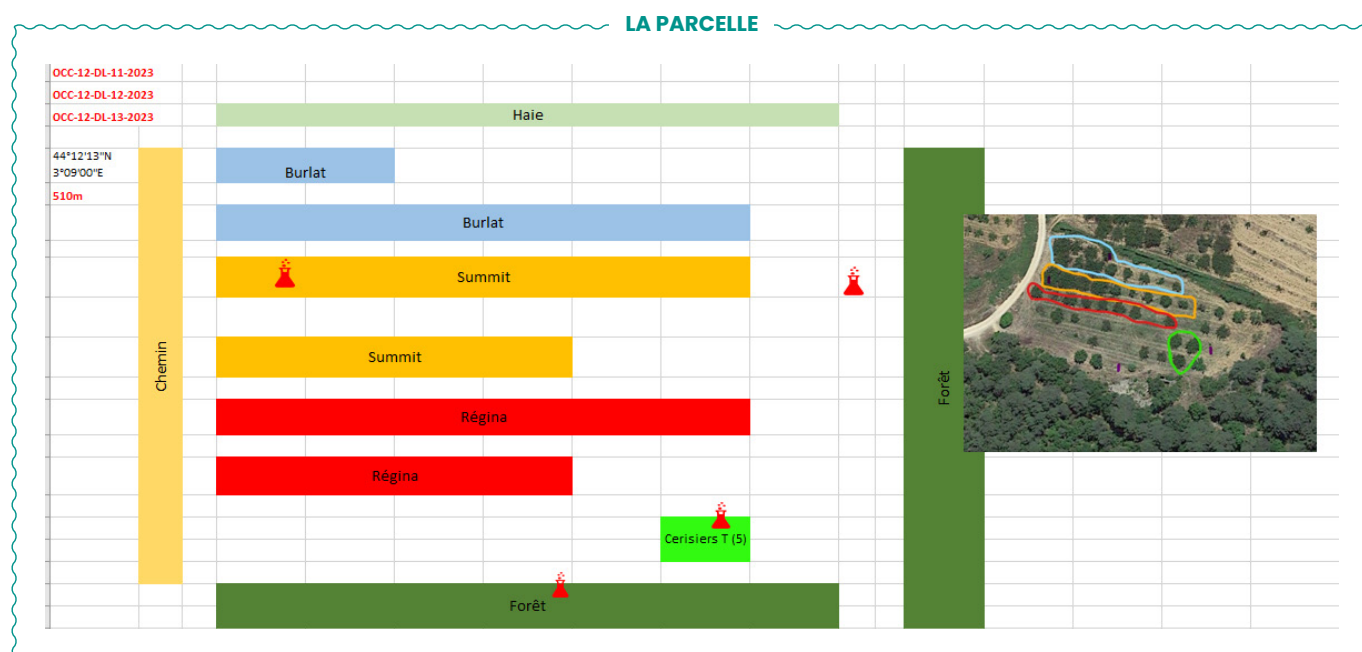 LA PARCELLE
OCC-12-DL-11-2023
OCC-12-DL-12-2023
OCC-12-DL-13-2023
Haie
44°12'13"N
3°09'00"E
Burlat
510m
Burlat
Summit
Chemin
Summit
Forêt
Régina
Régina
Cerisiers T (5)
Forêt